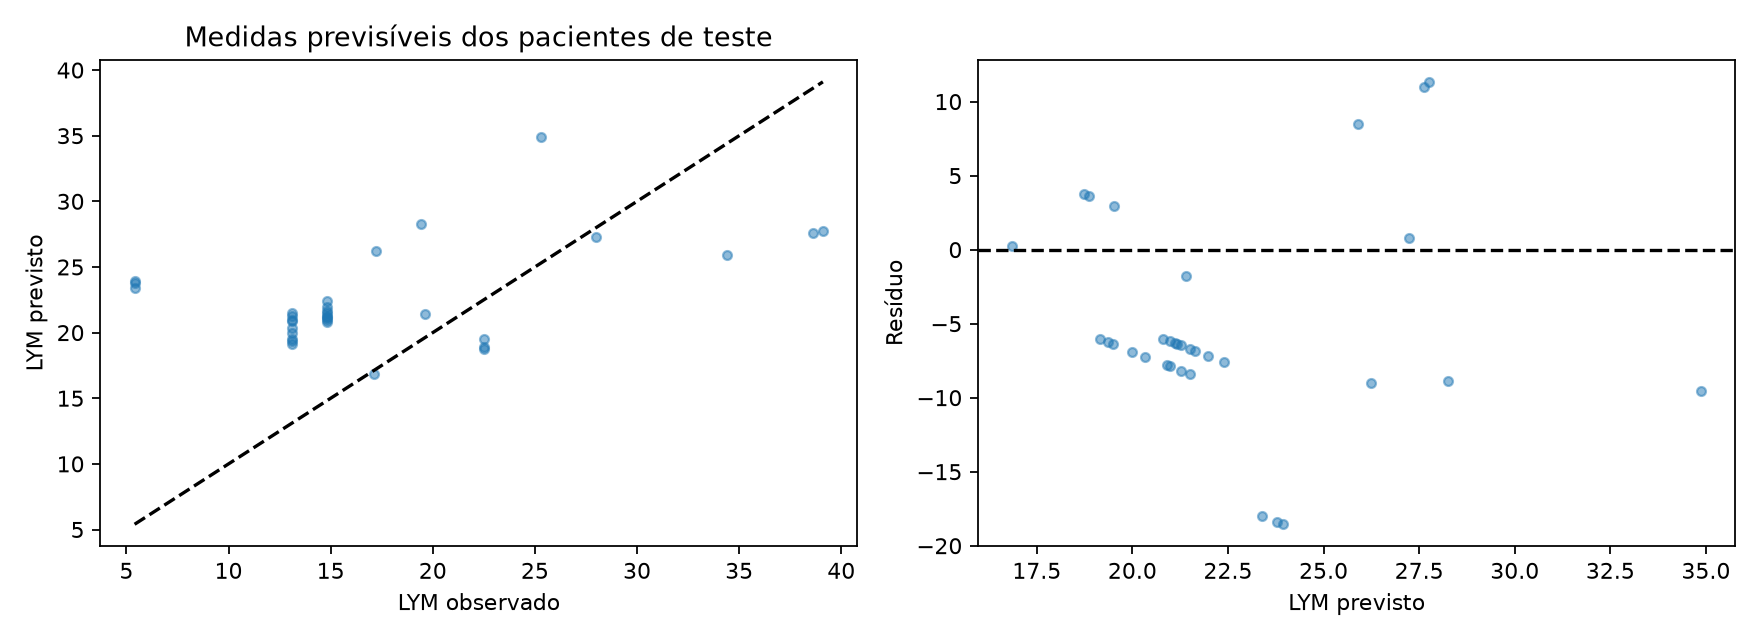 Medidas previsíveis dos pacientes de teste
LYM previsto
40
35
30
25
20
15
10
5
5 10 15 20 25 30 35 40
LYM observado
Resíduo
10
5
0
−5
−10
−15
−20
17.5 20.0 22.5 25.0 27.5 30.0 32.5 35.0
LYM previsto